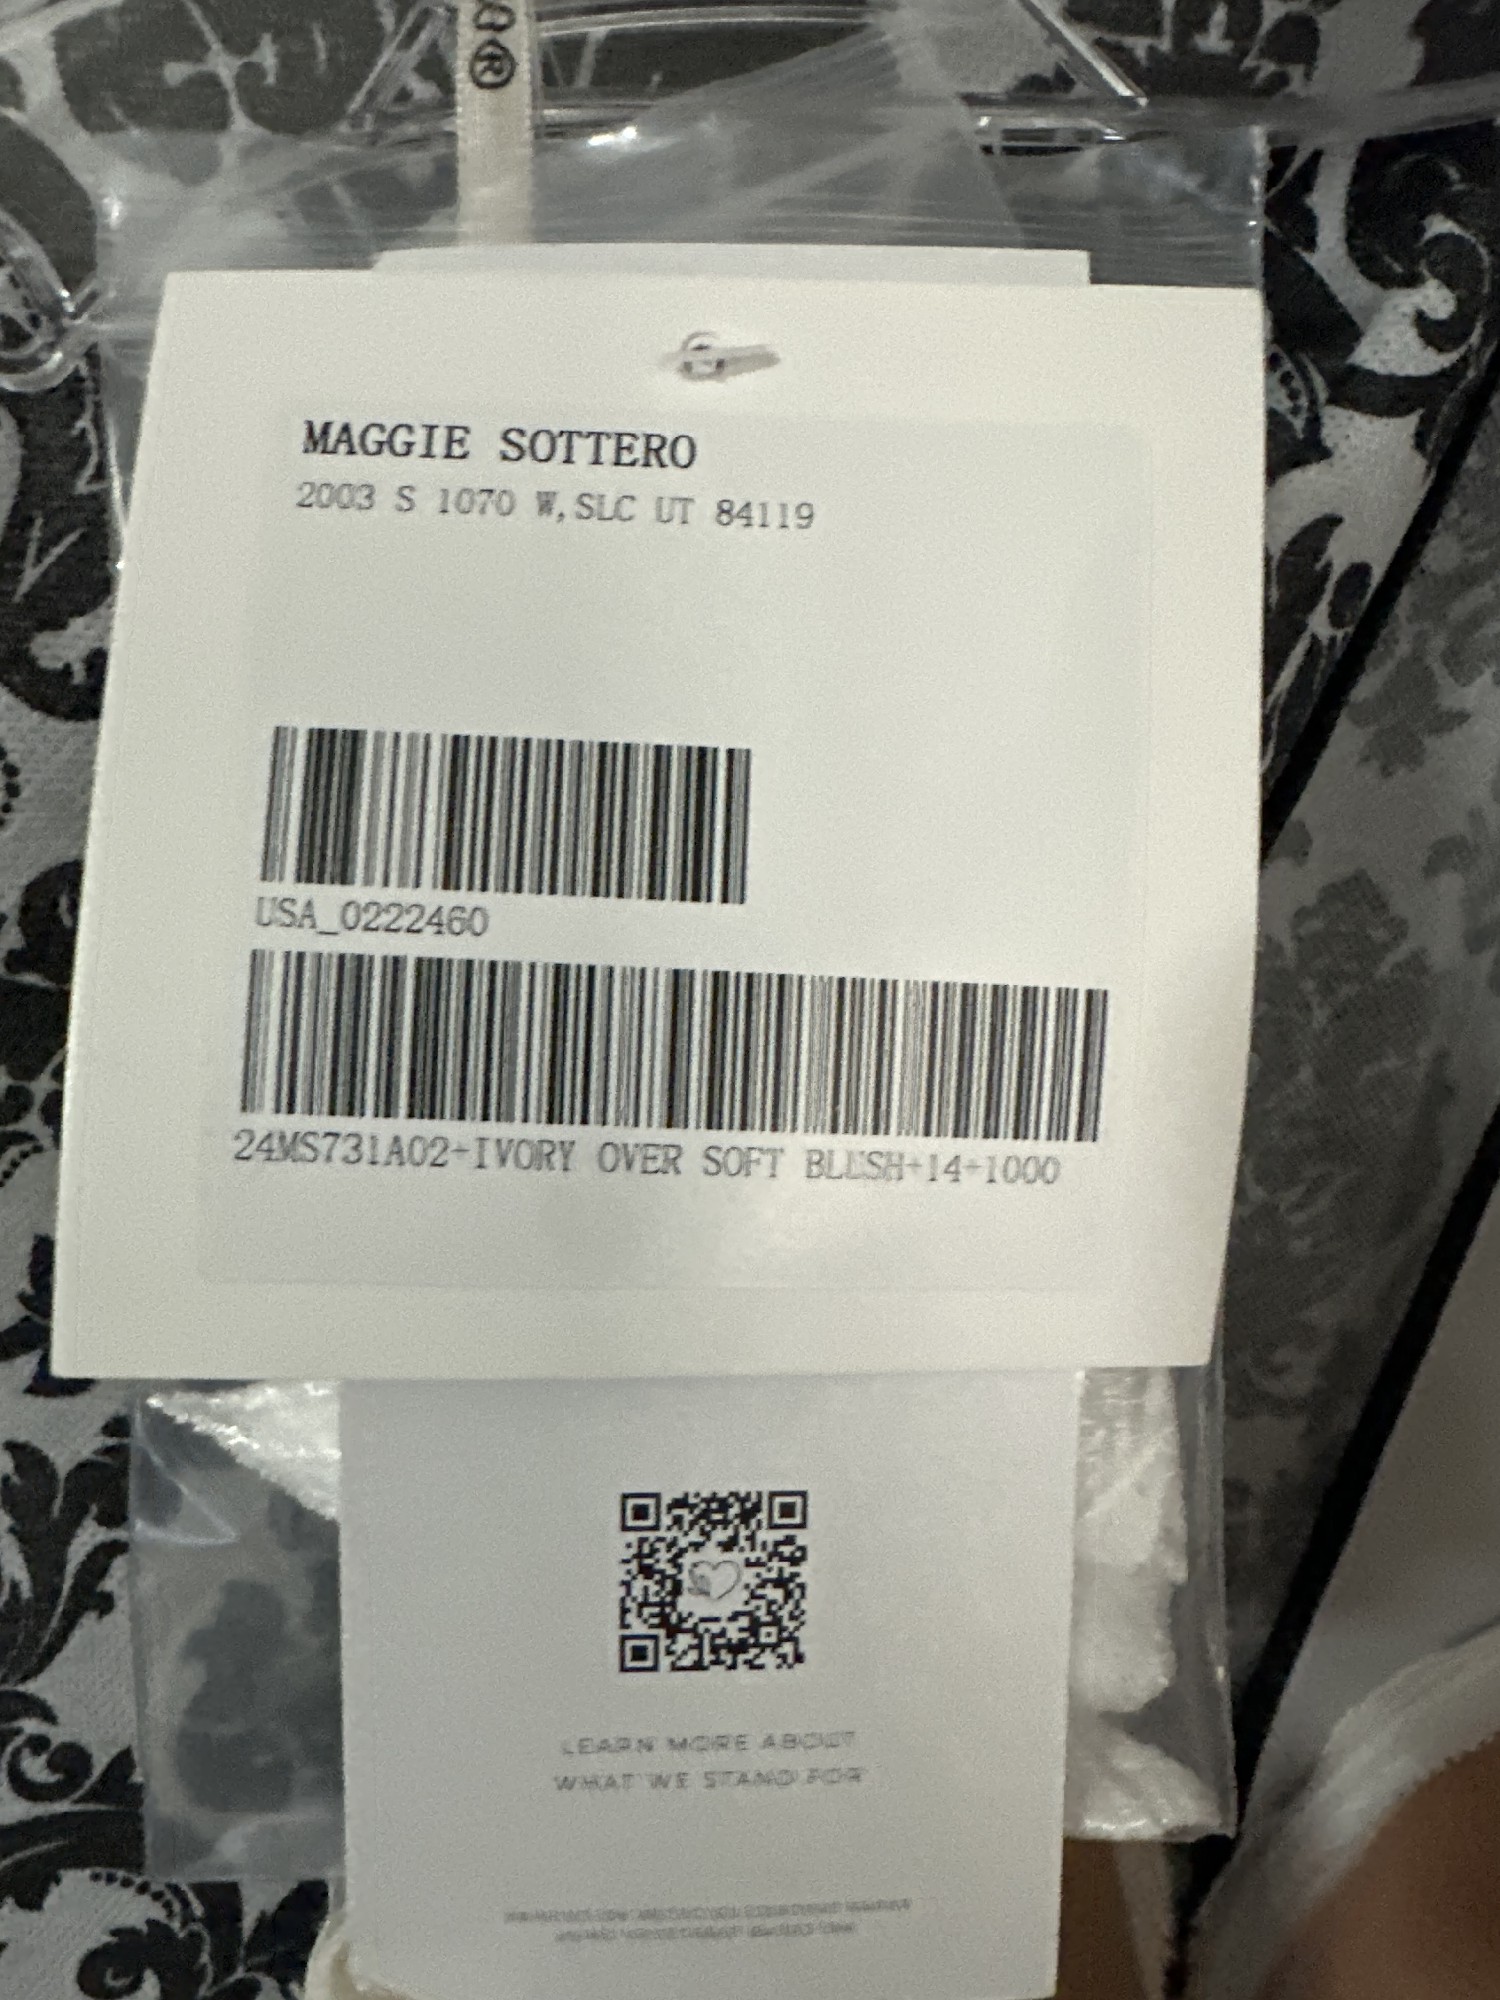 ®
MAGGIE SOTTERO
2003 S 1070 W, SLC UT 84119
USA_0222460
24MS731A02+IVORY OVER SOFT BLUSH+14+1000
LEARN MORE ABOUT
WHAT WE STAND FOR